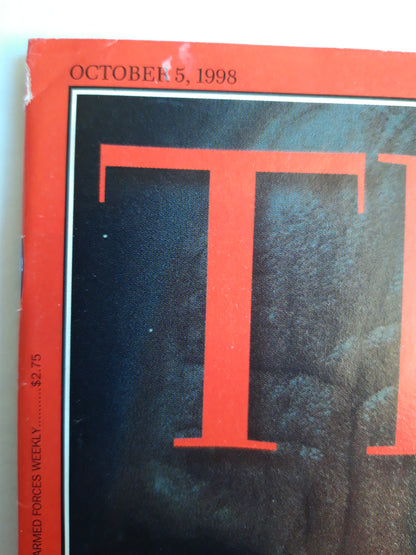 OCTOBER 5, 1998
T
ARMED FORCES WEEKLY..........$2.75